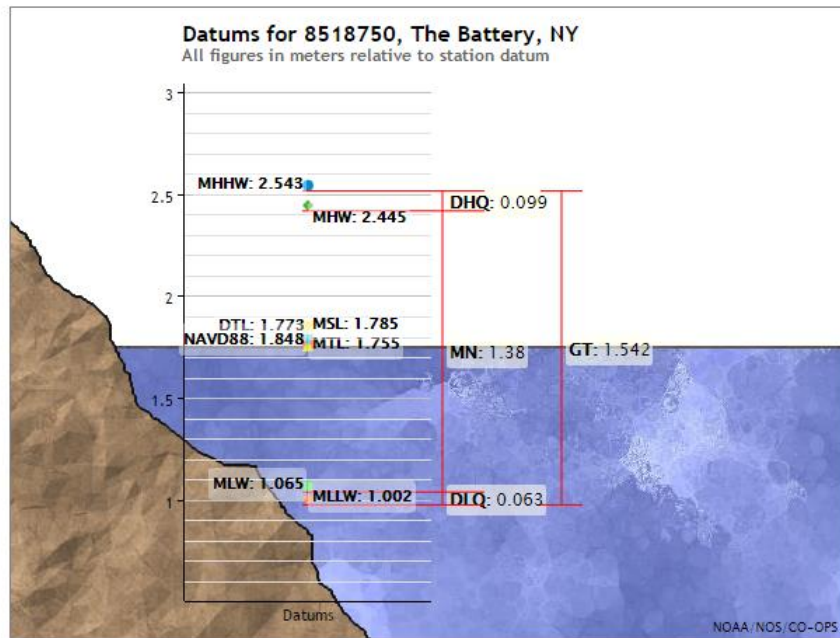 Datums for 8518750, The Battery, NY
All figures in meters relative to station datum
3
MHHW: 2.543
2.5
DHQ: 0.099
MHW: 2.445
2
DTL: 1.773
MSL: 1.785
NAVD88: 1.848
MTL: 1.755
MN: 1.38
GT: 1.542
1.5
MLW: 1.065
MLLW: 1.002
1
DLQ: 0.063
Datums
NOAA/NOS/CO-OPS